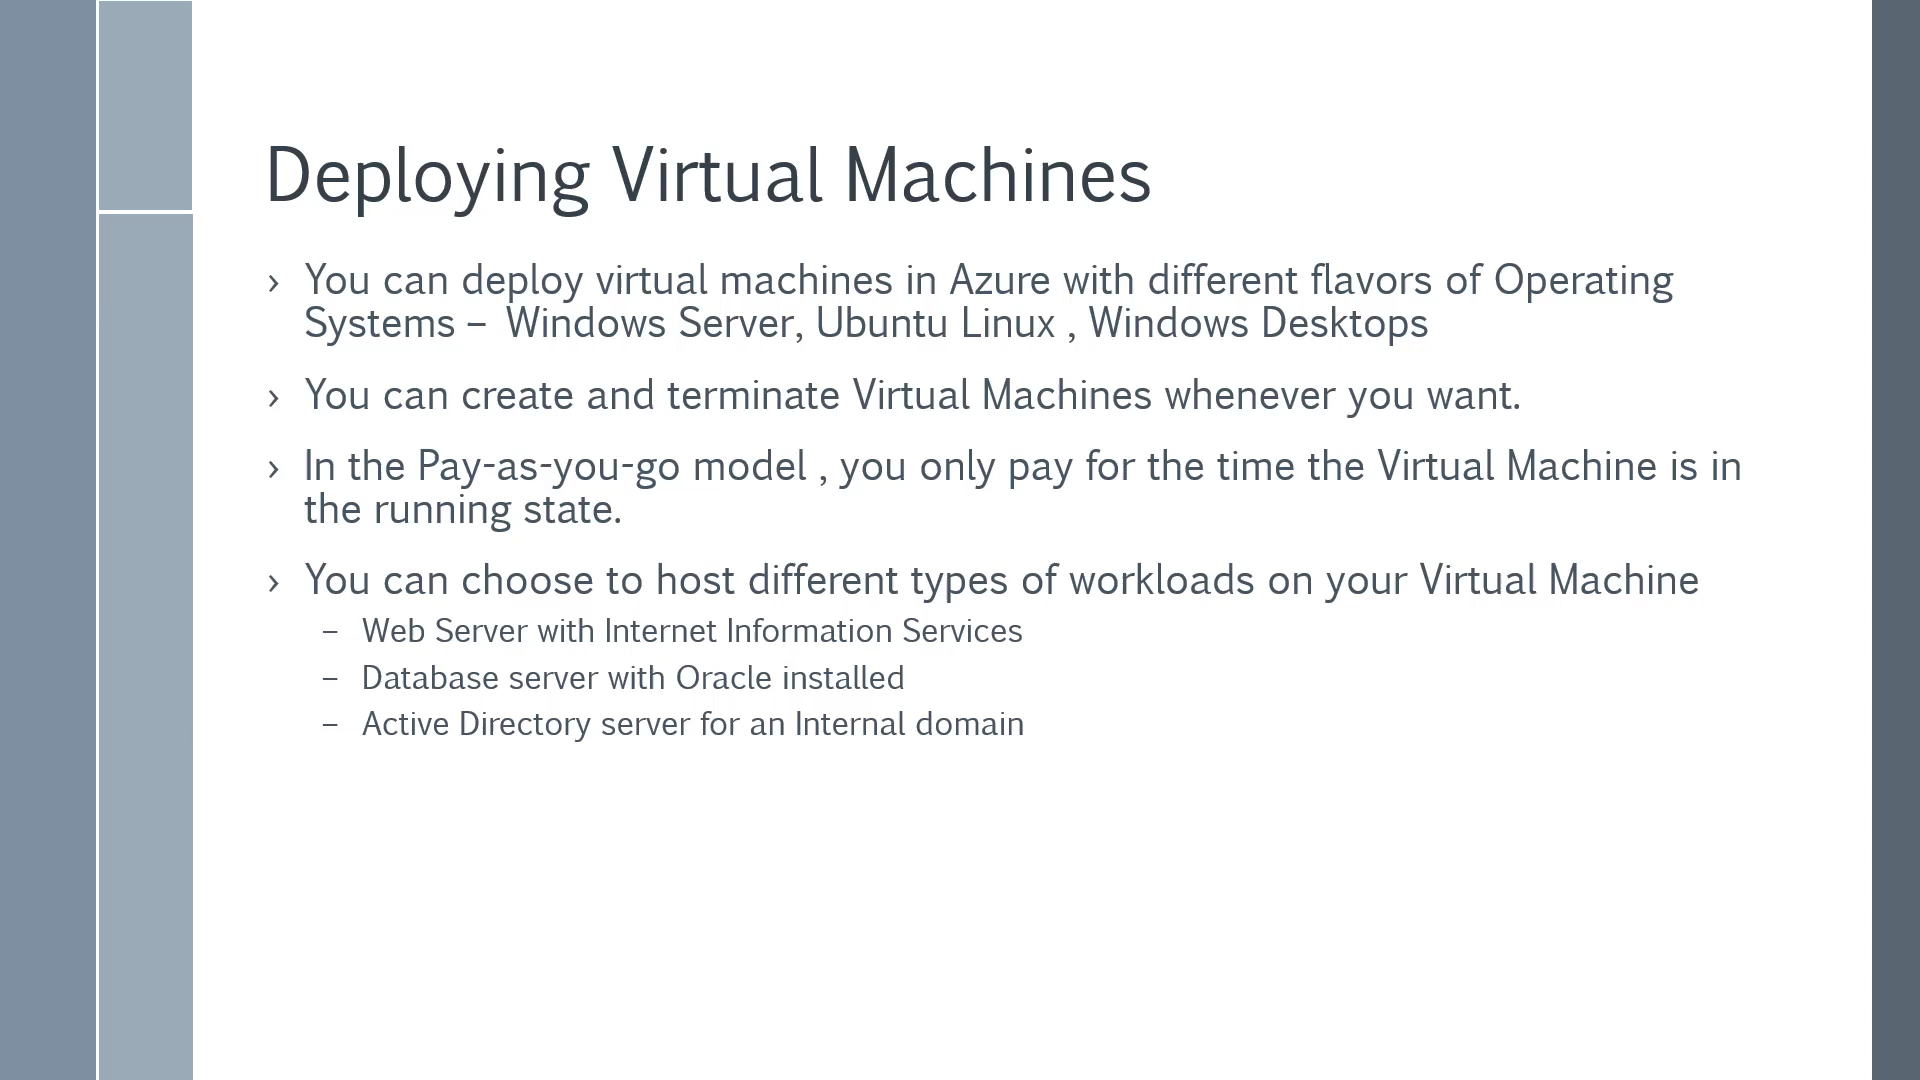 Deploying Virtual Machines
› You can deploy virtual machines in Azure with different flavors of Operating
Systems – Windows Server, Ubuntu Linux , Windows Desktops
› You can create and terminate Virtual Machines whenever you want.
› In the Pay-as-you-go model , you only pay for the time the Virtual Machine is in
the running state.
› You can choose to host different types of workloads on your Virtual Machine
– Web Server with Internet Information Services
– Database server with Oracle installed
– Active Directory server for an Internal domain